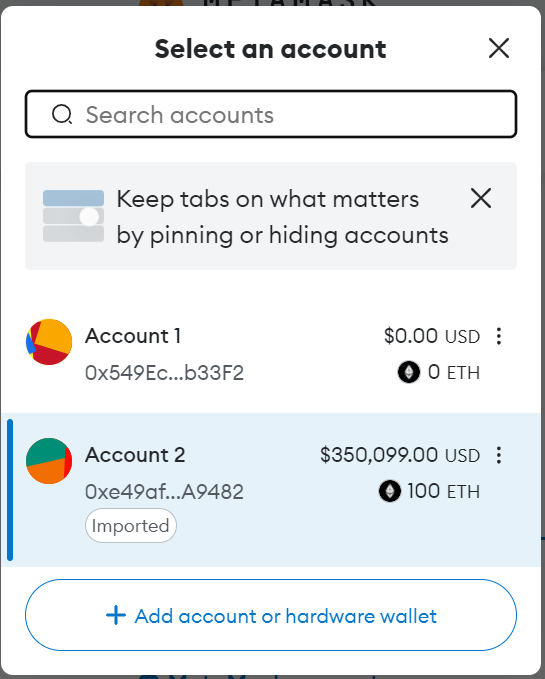 Select an account
Search accounts
Keep tabs on what matters
by pinning or hiding accounts
Account 1
$0.00 USD
0x549Ec...b33F2
0 ETH
Account 2
$350,099.00 USD
0xe49af...A9482
100 ETH
Imported
+ Add account or hardware wallet